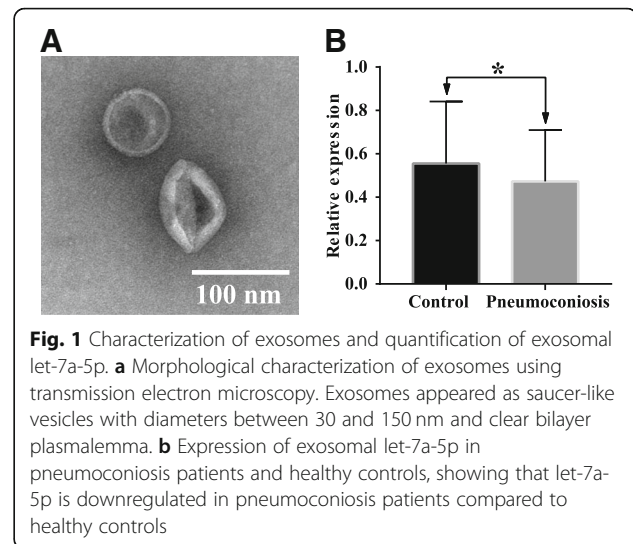 A
B
100 nm
Relative expression
1.0
0.8
0.6
0.4
0.2
0.0
*
Control Pneumoconiosis
Fig. 1 Characterization of exosomes and quantification of exosomal
let-7a-5p. a Morphological characterization of exosomes using
transmission electron microscopy. Exosomes appeared as saucer-like
vesicles with diameters between 30 and 150 nm and clear bilayer
plasmalemma. b Expression of exosomal let-7a-5p in
pneumoconiosis patients and healthy controls, showing that let-7a-
5p is downregulated in pneumoconiosis patients compared to
healthy controls